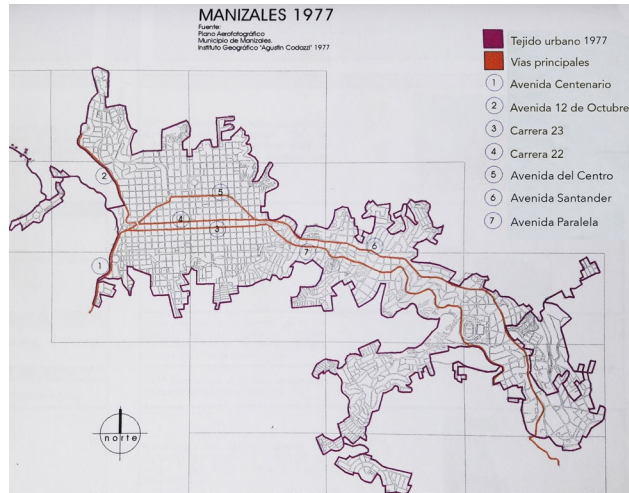 MANIZALES 1977
Fuente:
Plano Aerofotográfico
Municipio de Manizales.
Instituto Geográfico "Agustín Codazzi" 1977
Tejido urbano 1977
Vías principales
1 Avenida Centenario
2 Avenida 12 de Octubre
3 Carrera 23
4 Carrera 22
5 Avenida del Centro
6 Avenida Santander
7 Avenida Paralela
2
5
4
3
6
7
1
norte